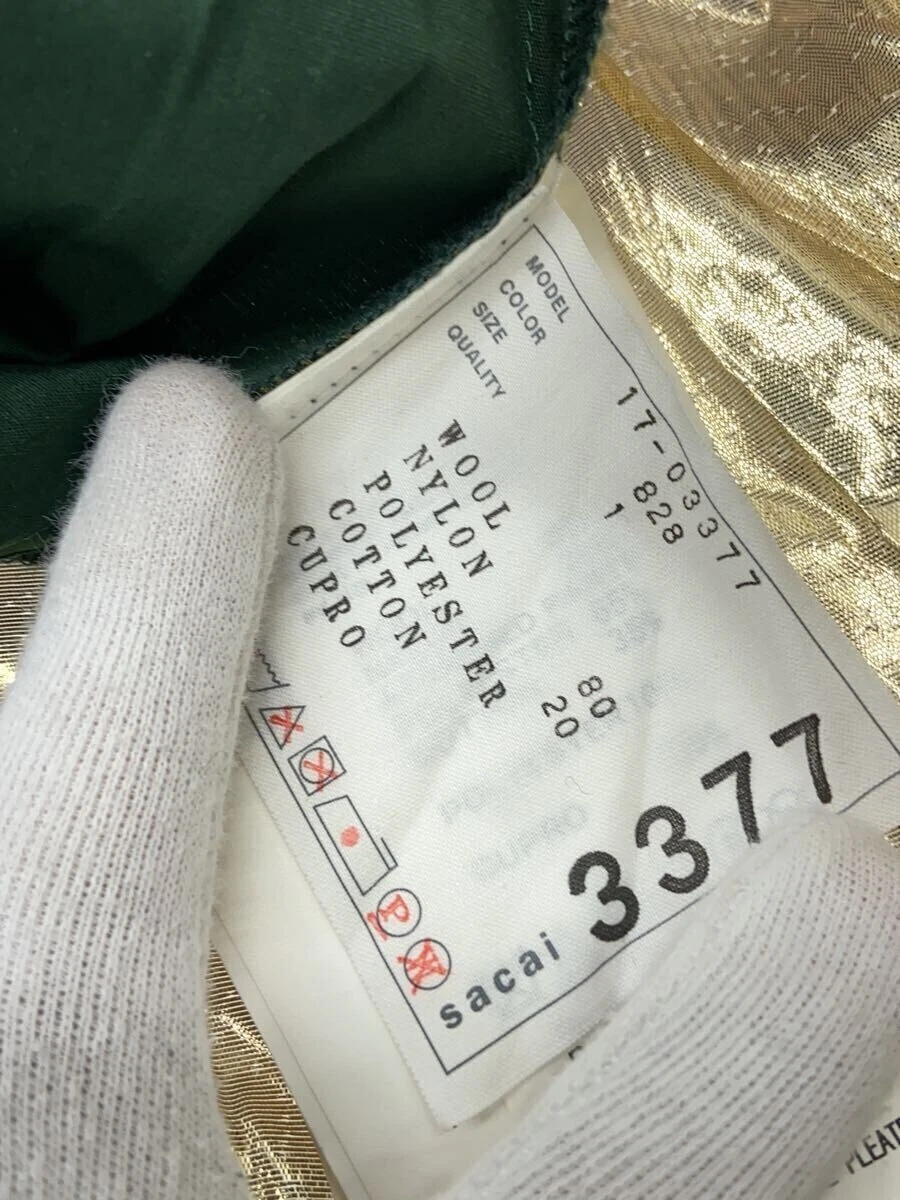 MODEL 17-03377
COLOR 828
SIZE 1
QUALITY
WOOL 80
NYLON 20
POLYESTER
COTTON
CUPRO
P
W
sacai 3377